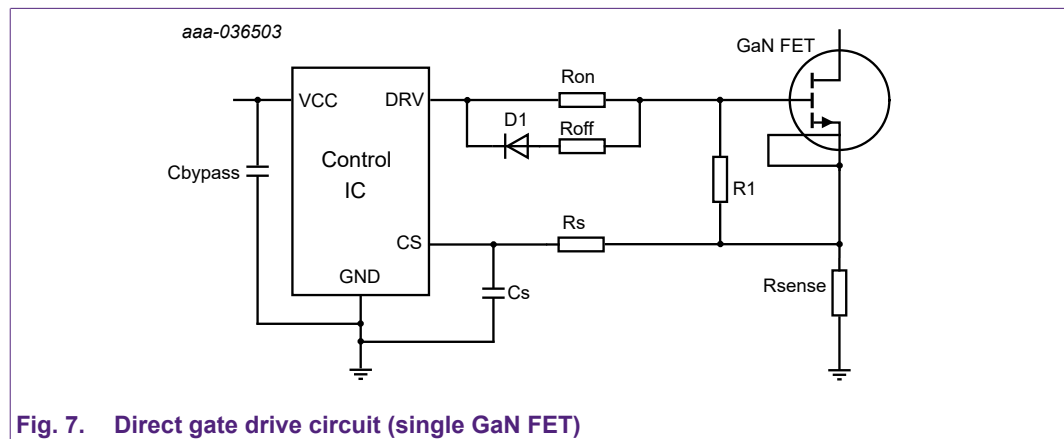 aaa-036503
GaN FET
Ron
VCC
DRV
D1
Roff
Control
IC
Cbypass
R1
Rs
CS
GND
Cs
Rsense
Fig. 7. Direct gate drive circuit (single GaN FET)